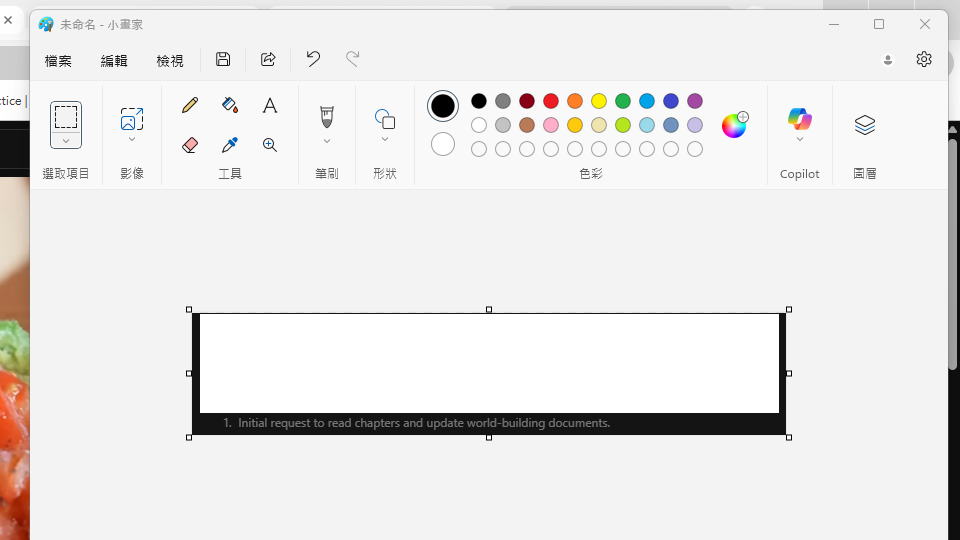 未命名 - 小畫家
檔案 編輯 檢視
ctice |
選取項目 影像 工具 筆刷 形狀 色彩 Copilot 圖層
1. Initial request to read chapters and update world-building documents.